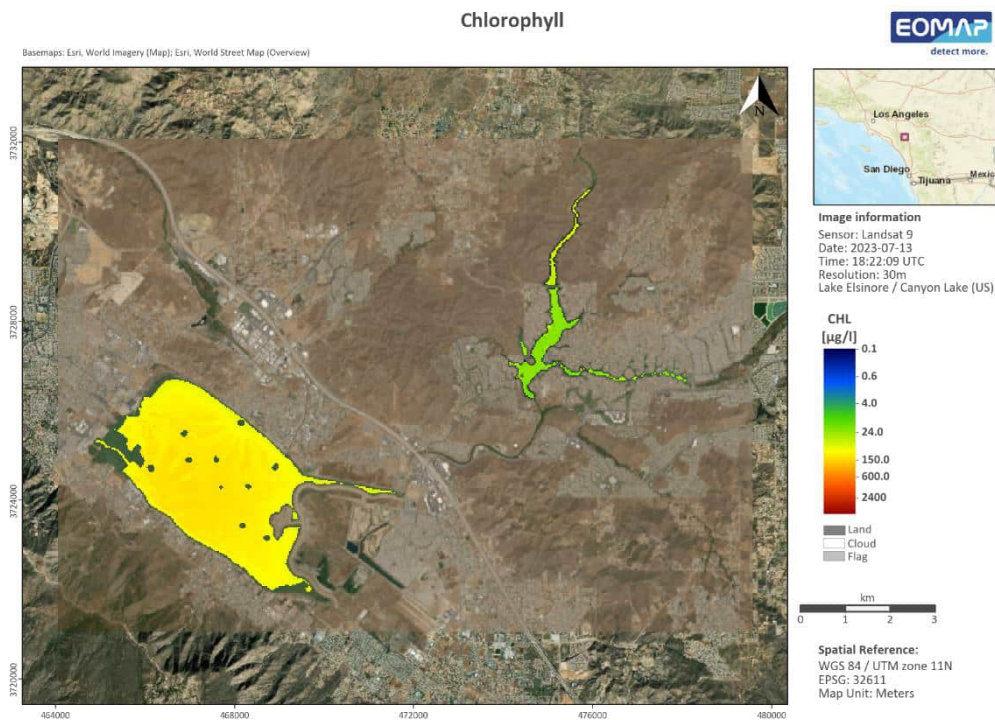 Chlorophyll
EOMAP
detect more.
Basemaps: Esri, World Imagery (Map); Esri, World Street Map (Overview)
N
3732000
3728000
3724000
3720000
464000
468000
472000
476000
480000
Los Angeles
San Diego
Tijuana
Mexic
Image information
Sensor: Landsat 9
Date: 2023-07-13
Time: 18:22:09 UTC
Resolution: 30m
Lake Elsinore / Canyon Lake (US)
CHL
[µg/l]
0.1
0.6
4.0
24.0
150.0
600.0
2400
Land
Cloud
Flag
km
0 1 2 3
Spatial Reference:
WGS 84 / UTM zone 11N
EPSG: 32611
Map Unit: Meters